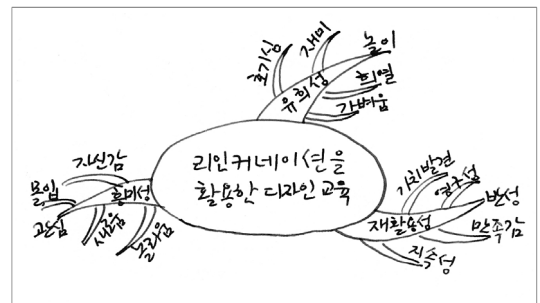 호기심
재미
놀이
유희성
희열
가벼움
리인커네이션을
활용한 디자인 교육
자신감
몰입
흥미성
관심
새로움
놀라움
가치발견
영구성
반성
재활용성
만족감
지속성